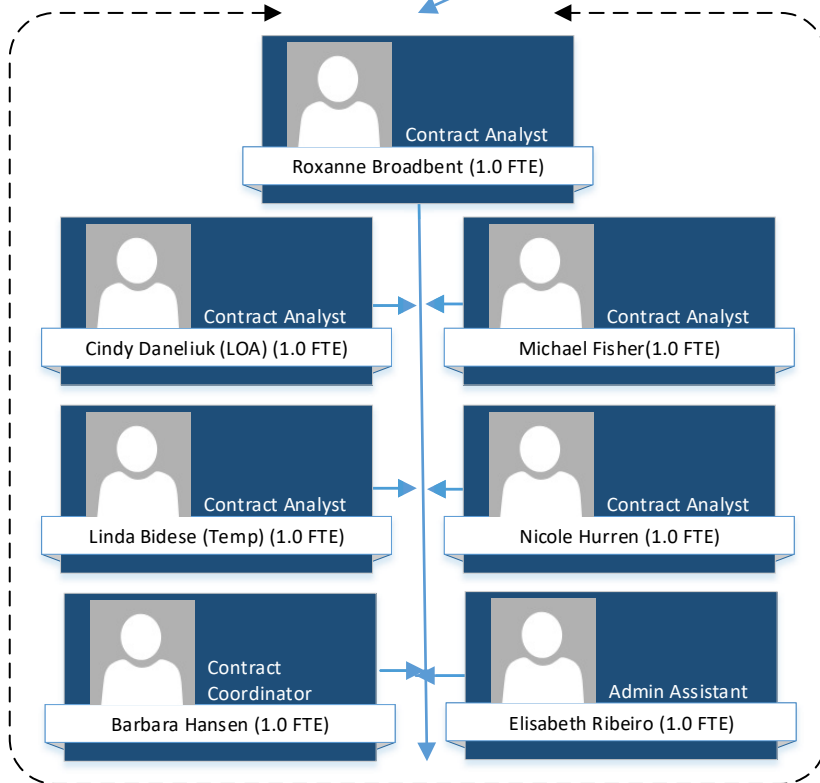 Contract Analyst
Roxanne Broadbent (1.0 FTE)
Contract Analyst
Cindy Daneliuk (LOA) (1.0 FTE)
Contract Analyst
Michael Fisher(1.0 FTE)
Contract Analyst
Linda Bidese (Temp) (1.0 FTE)
Contract Analyst
Nicole Hurren (1.0 FTE)
Contract
Coordinator
Barbara Hansen (1.0 FTE)
Admin Assistant
Elisabeth Ribeiro (1.0 FTE)